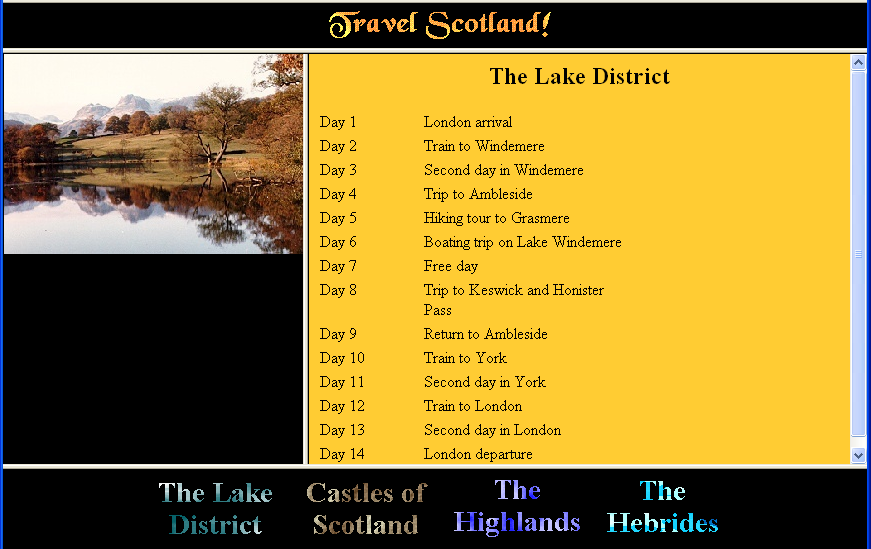 Travel Scotland!
The Lake District
Day 1 London arrival
Day 2 Train to Windemere
Day 3 Second day in Windemere
Day 4 Trip to Ambleside
Day 5 Hiking tour to Grasmere
Day 6 Boating trip on Lake Windemere
Day 7 Free day
Day 8 Trip to Keswick and Honister
Pass
Day 9 Return to Ambleside
Day 10 Train to York
Day 11 Second day in York
Day 12 Train to London
Day 13 Second day in London
Day 14 London departure
The Lake
District
Castles of
Scotland
The
Highlands
The
Hebrides